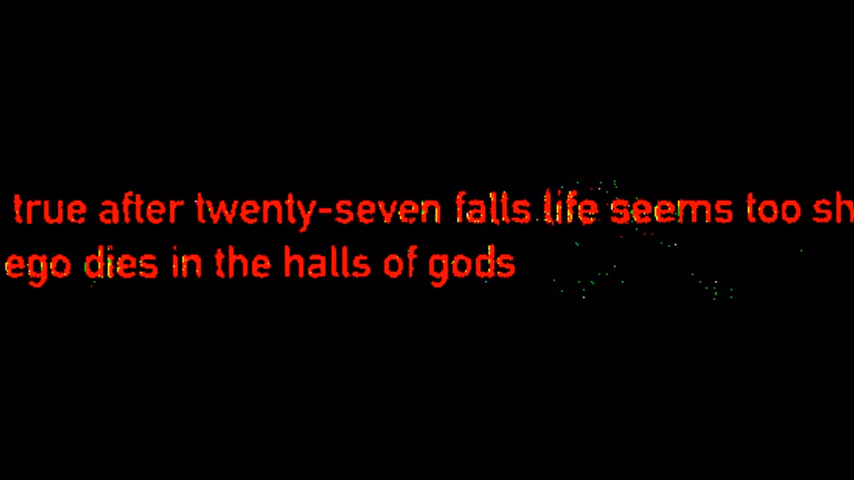 true after twenty-seven falls life seems too sh
ego dies in the halls of gods